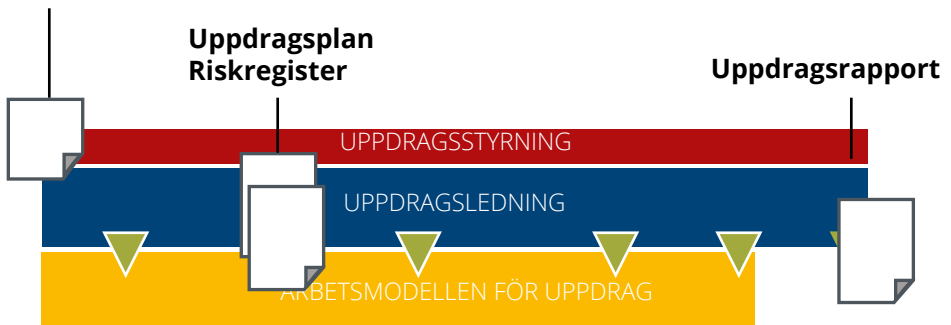 Uppdragsplan
Riskregister
Uppdragsrapport
UPPDRAGSSTYRNING
UPPDRAGSLEDNING
ARBETSMODELLEN FÖR UPPDRAG